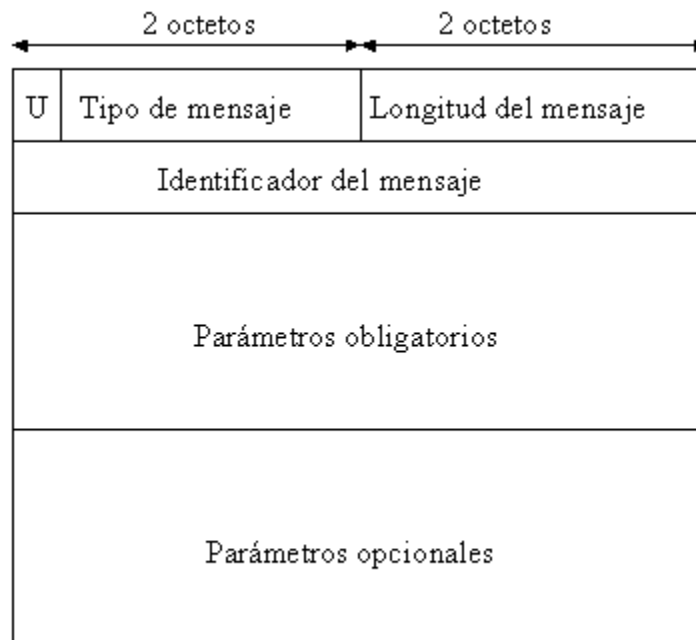 2 octetos 2 octetos
U Tipo de mensaje Longitud del mensaje
Identificador del mensaje
Parámetros obligatorios
Parámetros opcionales